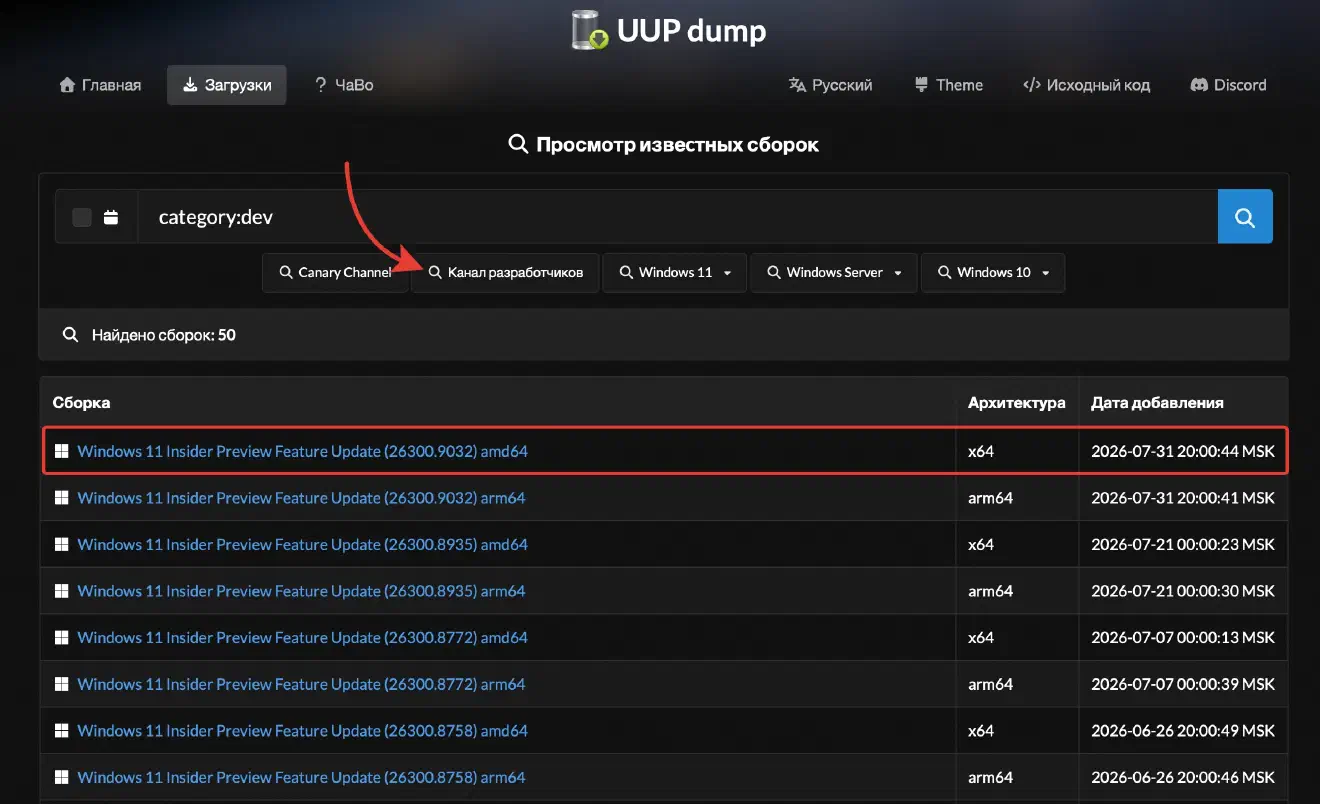 UUP dump
Главная Загрузки ? ЧаВо Русский Theme </> Исходный код Discord
Просмотр известных сборок
category:dev
Canary Channel Канал разработчиков Windows 11 Windows Server Windows 10
Найдено сборок: 50
Сборка Архитектура Дата добавления
Windows 11 Insider Preview Feature Update (26300.9032) amd64 x64 2026-07-31 20:00:44 MSK
Windows 11 Insider Preview Feature Update (26300.9032) arm64 arm64 2026-07-31 20:00:41 MSK
Windows 11 Insider Preview Feature Update (26300.8935) amd64 x64 2026-07-21 00:00:23 MSK
Windows 11 Insider Preview Feature Update (26300.8935) arm64 arm64 2026-07-21 00:00:30 MSK
Windows 11 Insider Preview Feature Update (26300.8772) amd64 x64 2026-07-07 00:00:13 MSK
Windows 11 Insider Preview Feature Update (26300.8772) arm64 arm64 2026-07-07 00:00:39 MSK
Windows 11 Insider Preview Feature Update (26300.8758) amd64 x64 2026-06-26 20:00:49 MSK
Windows 11 Insider Preview Feature Update (26300.8758) arm64 arm64 2026-06-26 20:00:46 MSK